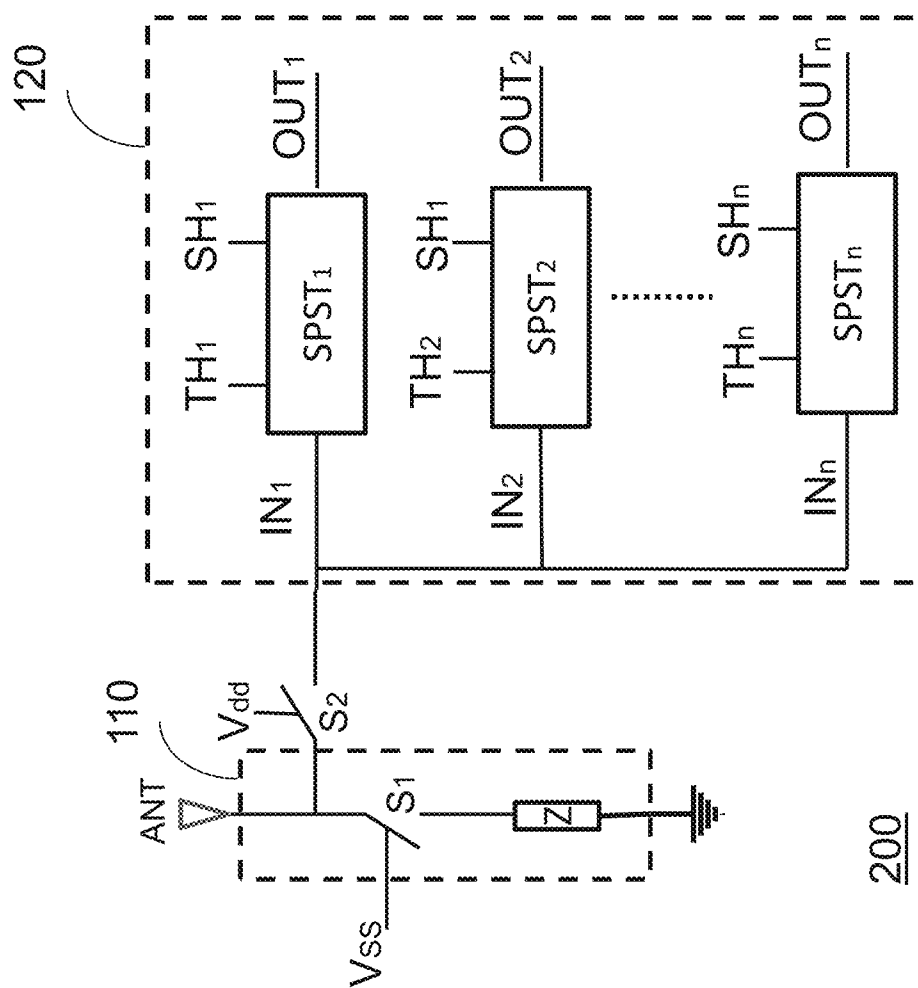 120
TH₁
SH₁
IN₁
SPST₁
OUT₁
TH₂
SH₁
IN₂
SPST₂
OUT₂
THₙ
SHₙ
INₙ
SPSTₙ
OUTₙ
110
ANT
Vdd
S₂
S₁
Vss
Z
200